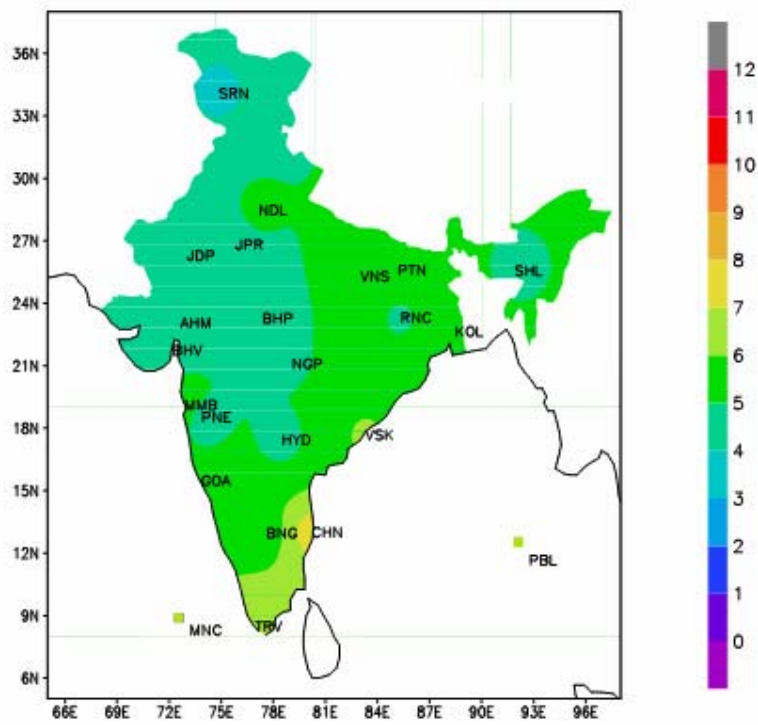 36N
33N
30N
27N
24N
21N
18N
15N
12N
9N
6N
66E 69E 72E 75E 78E 81E 84E 87E 90E 93E 96E
SRN
NDL
JPR
JDP
VNS
PTN
SHL
AHM
BHP
RNC
KOL
BHV
NGP
MMB
PNE
HYD
VSK
GOA
BNG
CHN
PBL
MNC
TRV
12
11
10
9
8
7
6
5
4
3
2
1
0